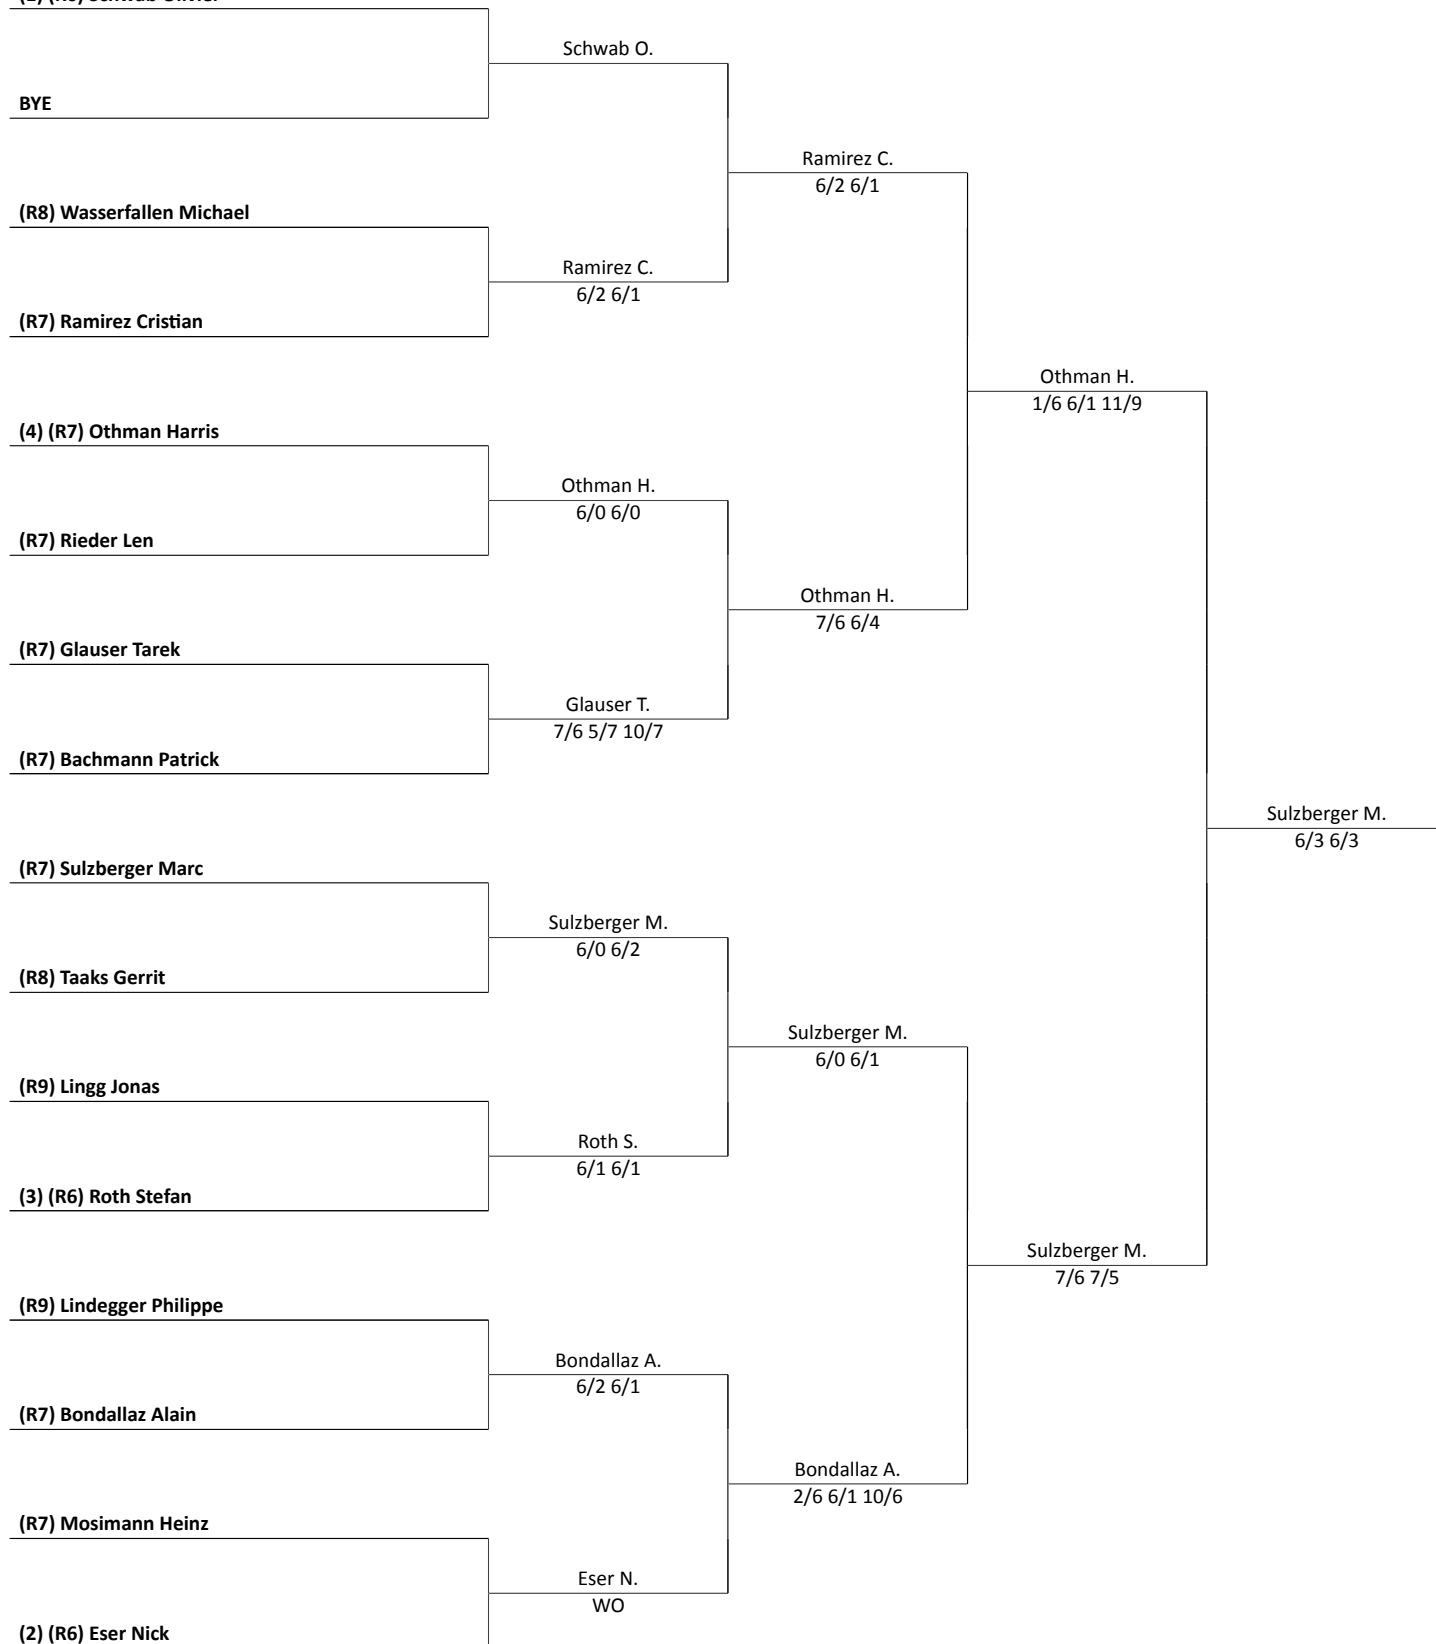 Schwab O.
BYE
Ramirez C.
6/2 6/1
(R8) Wasserfallen Michael
Ramirez C.
6/2 6/1
(R7) Ramirez Cristian
Othman H.
1/6 6/1 11/9
(4) (R7) Othman Harris
Othman H.
6/0 6/0
(R7) Rieder Len
Othman H.
7/6 6/4
(R7) Glauser Tarek
Glauser T.
7/6 5/7 10/7
(R7) Bachmann Patrick
Sulzberger M.
6/3 6/3
(R7) Sulzberger Marc
Sulzberger M.
6/0 6/2
(R8) Taaks Gerrit
Sulzberger M.
6/0 6/1
(R9) Lingg Jonas
Roth S.
6/1 6/1
(3) (R6) Roth Stefan
Sulzberger M.
7/6 7/5
(R9) Lindegger Philippe
Bondallaz A.
6/2 6/1
(R7) Bondallaz Alain
Bondallaz A.
2/6 6/1 10/6
(R7) Mosimann Heinz
Eser N.
WO
(2) (R6) Eser Nick